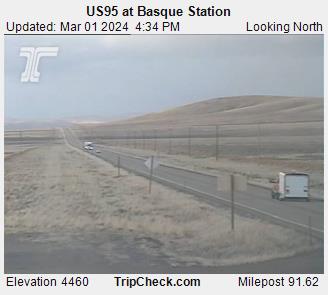 US95 at Basque Station
Updated: Mar 01 2024 4:34 PM Looking North
Elevation 4460 TripCheck.com Milepost 91.62